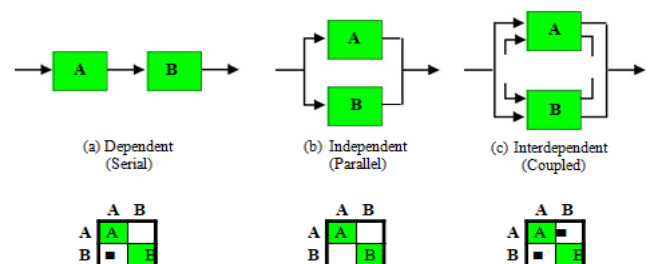 A B
A
B
(a) Dependent
(Serial)
(b) Independent
(Parallel)
(c) Interdependent
(Coupled)
A B
A A
B B
A B
A A
B B
A B
A A
B B